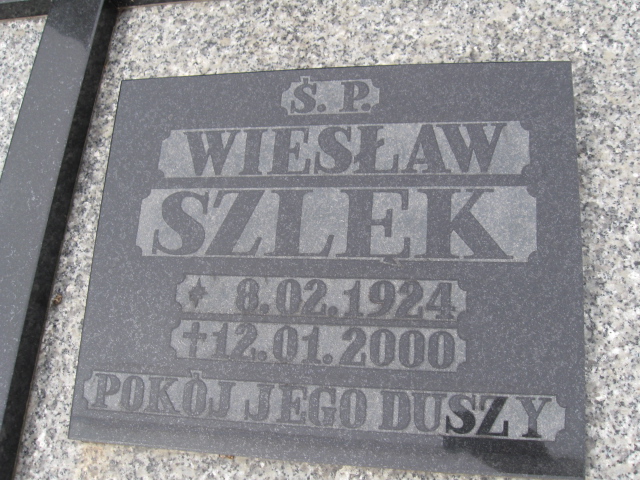 Ś. P.
WIESŁAW
SZLĘK
* 8.02.1924
† 12.01.2000
POKÓJ JEGO DUSZY